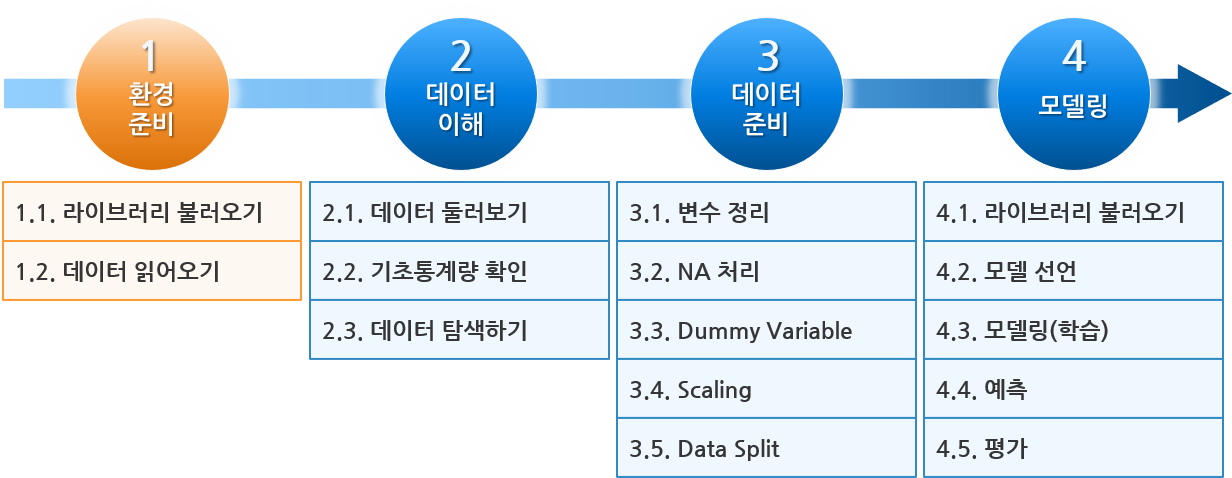 1
환경
준비
2
데이터
이해
3
데이터
준비
4
모델링
1.1. 라이브러리 불러오기
1.2. 데이터 읽어오기
2.1. 데이터 둘러보기
2.2. 기초통계량 확인
2.3. 데이터 탐색하기
3.1. 변수 정리
3.2. NA 처리
3.3. Dummy Variable
3.4. Scaling
3.5. Data Split
4.1. 라이브러리 불러오기
4.2. 모델 선언
4.3. 모델링(학습)
4.4. 예측
4.5. 평가